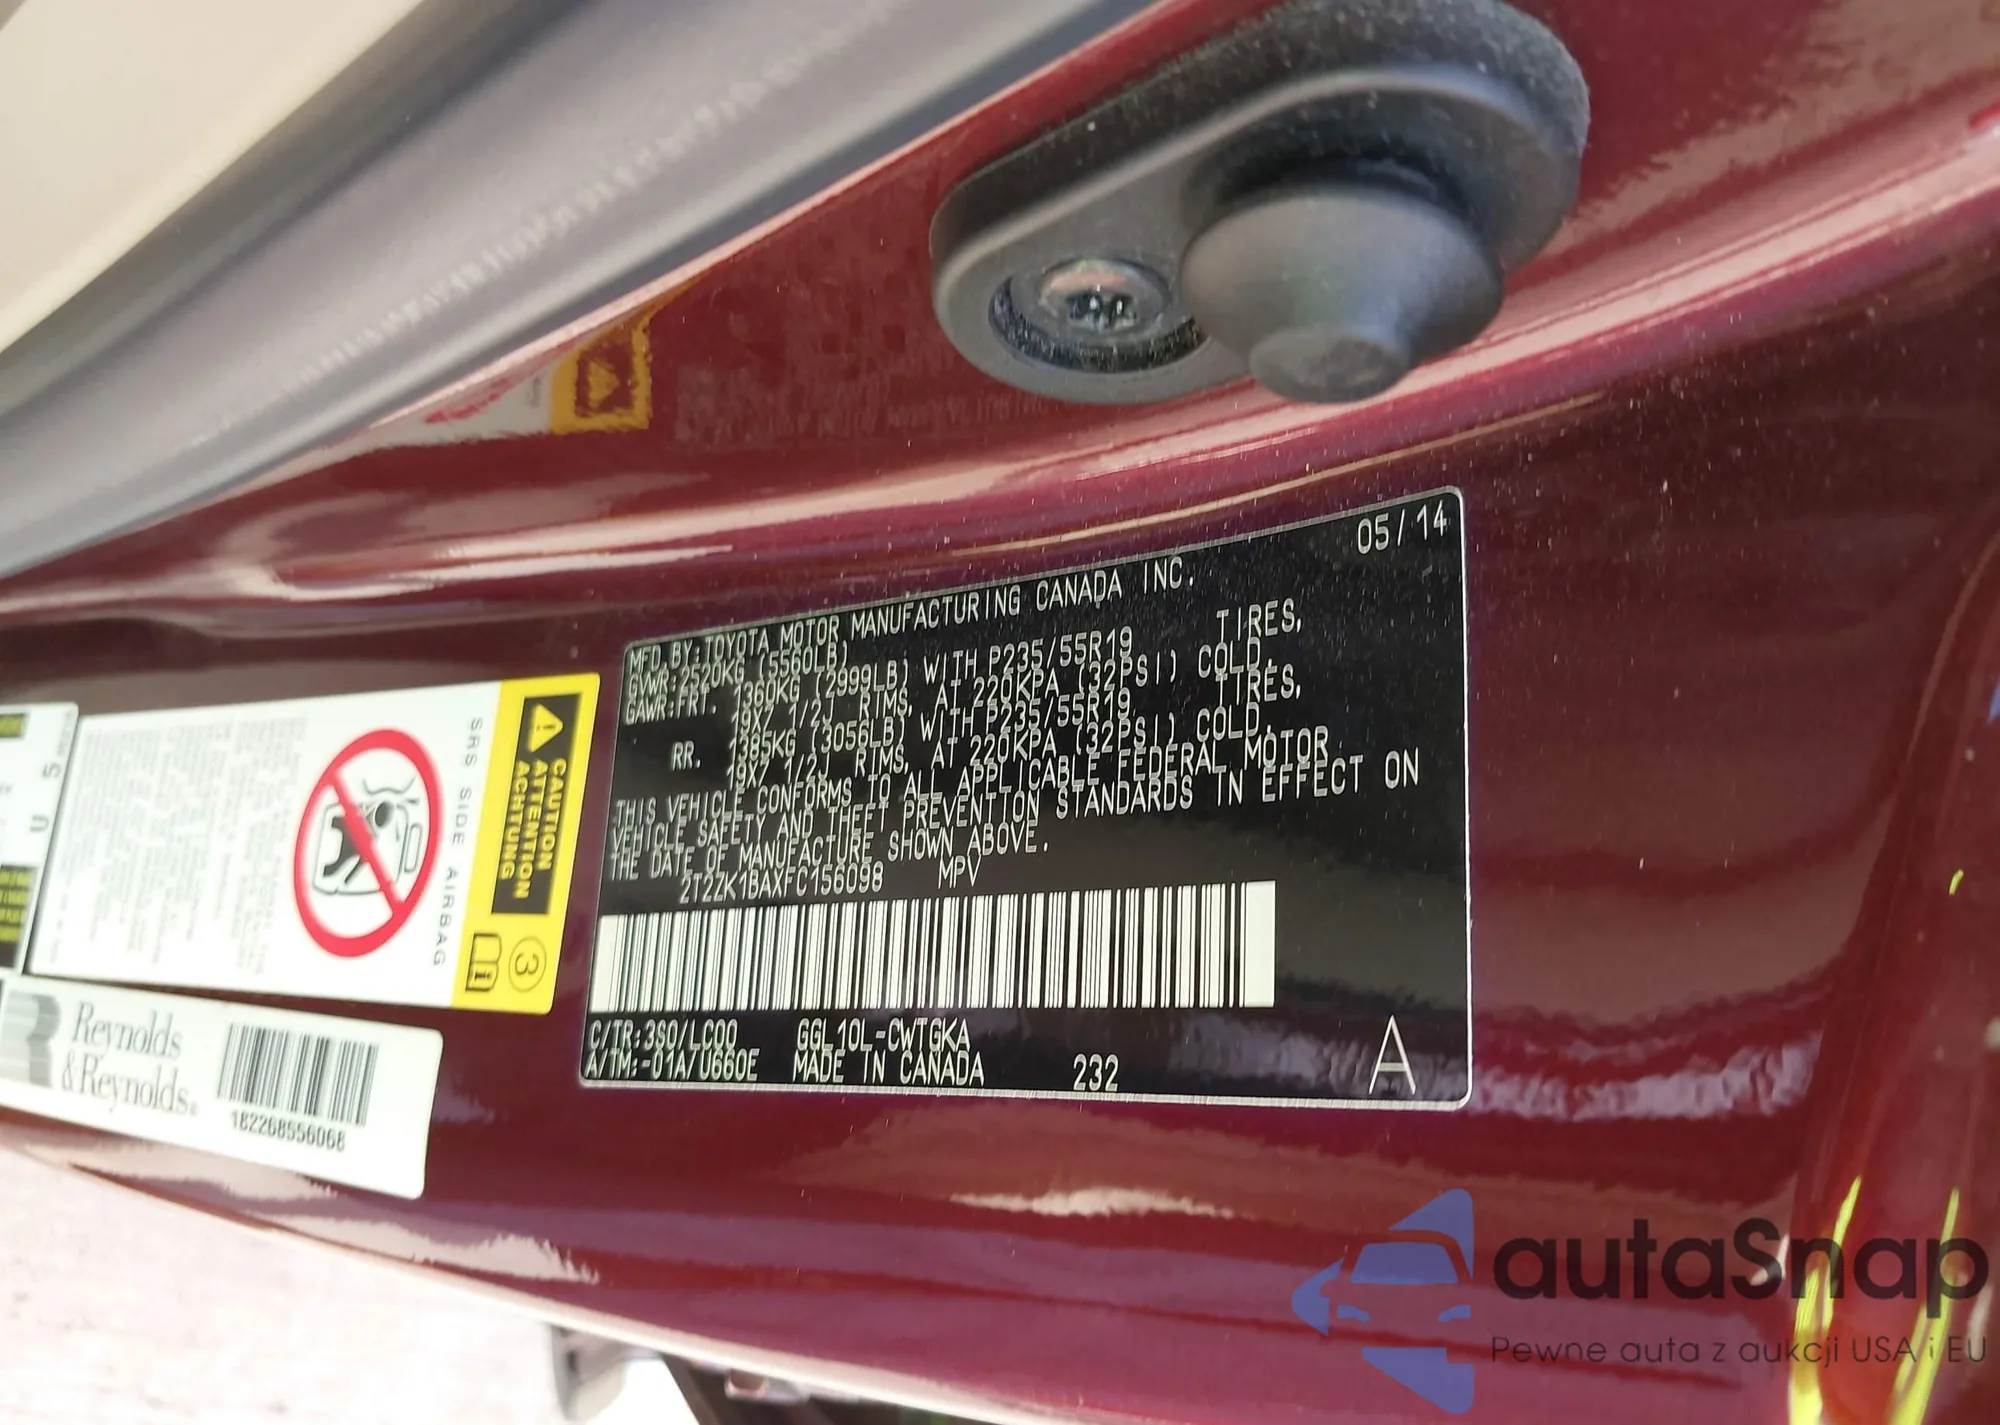 05/14
MFD.BY:TOYOTA MOTOR MANUFACTURING CANADA INC.
GVWR:2520KG (5560LB)
GAWR:FRT. 1360KG (2999LB) WITH P235/55R19 TIRES,
19X7 1/2J RIMS, AT 220KPA (32PSI) COLD.
RR. 1385KG (3056LB) WITH P235/55R19 TIRES,
19X7 1/2J RIMS, AT 220KPA (32PSI) COLD.
THIS VEHICLE CONFORMS TO ALL APPLICABLE FEDERAL MOTOR
VEHICLE SAFETY AND THEFT PREVENTION STANDARDS IN EFFECT ON
THE DATE OF MANUFACTURE SHOWN ABOVE.
2T2ZK1BAXFC156098 MPV
C/TR:3S0/LC00 GGL10L-CWTGKA
A/TM:-01A/U660E MADE IN CANADA 232
A
CAUTION
ATTENTION
ACHTUNG
3
SRS SIDE AIRBAG
U 5
Reynolds
&Reynolds®
182268556068
autaSnap
Pewne auta z aukcji USA i EU